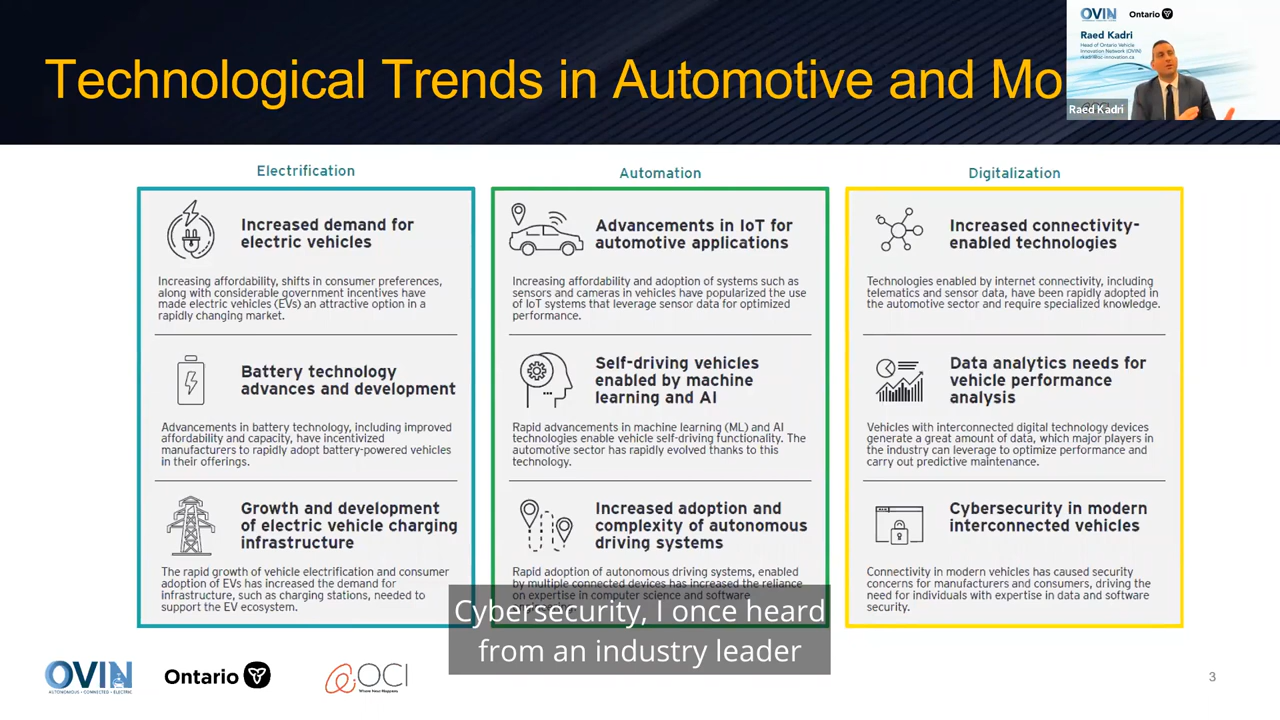 Technological Trends in Automotive and Mo
OVIN Ontario
Raed Kadri
Head of Ontario Vehicle
Innovation Network (OVIN)
Raed Kadri
Electrification
Increased demand for
electric vehicles
Increasing affordability, shifts in consumer preferences,
along with considerable government incentives have
made electric vehicles (EVs) an attractive option in a
rapidly changing market.
Battery technology
advances and development
Advancements in battery technology, including improved
affordability and capacity, have incentivized
manufacturers to rapidly adopt battery-powered vehicles
in their offerings.
Growth and development
of electric vehicle charging
infrastructure
The rapid growth of vehicle electrification and consumer
adoption of EVs has increased the demand for
infrastructure, such as charging stations, needed to
support the EV ecosystem.
Automation
Advancements in IoT for
automotive applications
Increasing affordability and adoption of systems such as
sensors and cameras in vehicles have popularized the use
of IoT systems that leverage sensor data for optimized
performance.
Self-driving vehicles
enabled by machine
learning and AI
Rapid advancements in machine learning (ML) and AI
technologies enable vehicle self-driving functionality. The
automotive sector has rapidly evolved thanks to this
technology.
Increased adoption and
complexity of autonomous
driving systems
Rapid adoption of autonomous driving systems, enabled
by multiple connected devices has increased the reliance
on expertise in computer science and software
Digitalization
Increased connectivity-
enabled technologies
Technologies enabled by internet connectivity, including
telematics and sensor data, have been rapidly adopted in
the automotive sector and require specialized knowledge.
Data analytics needs for
vehicle performance
analysis
Vehicles with interconnected digital technology devices
generate a great amount of data, which major players in
the industry can leverage to optimize performance and
carry out predictive maintenance.
Cybersecurity in modern
interconnected vehicles
Connectivity in modern vehicles has caused security
concerns for manufacturers and consumers, driving the
need for individuals with expertise in data and software
security.
Cybersecurity, I once heard
from an industry leader
OVIN
AUTONOMOUS • CONNECTED • ELECTRIC
Ontario
OCI
Where Next Happens
3